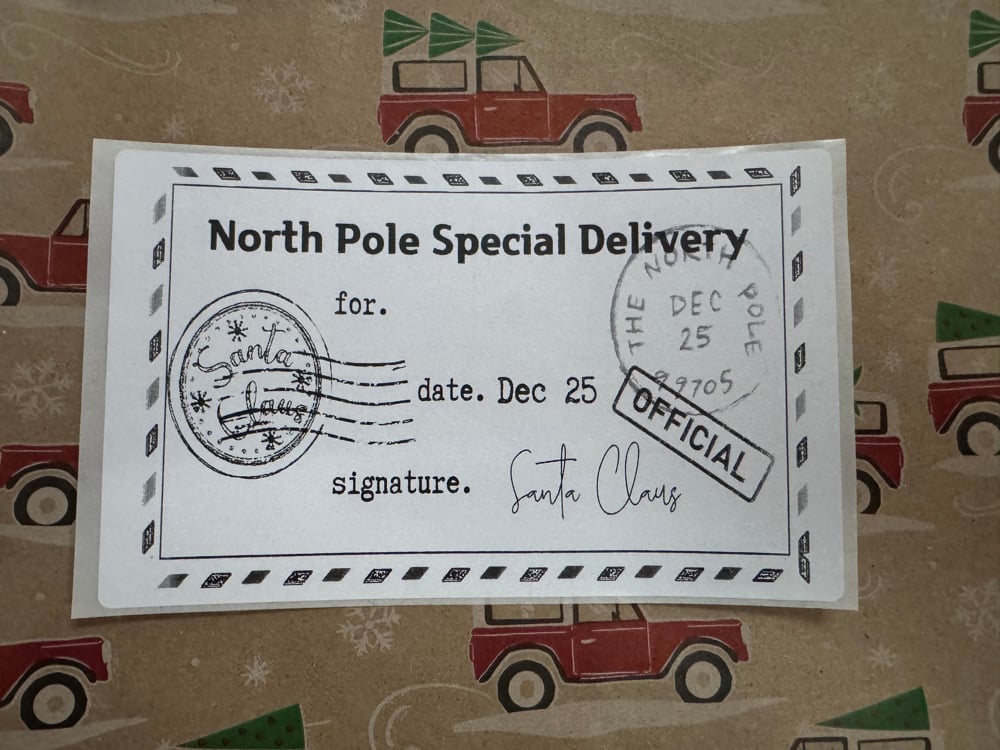 North Pole Special Delivery
for.
Santa
Claus
date. Dec 25
THE NORTH POLE
DEC
25
99705
OFFICIAL
signature. Santa Claus